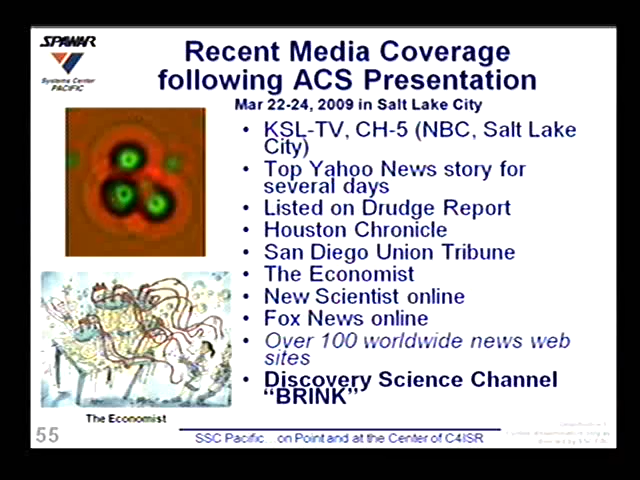 SPAWAR
Systems Center
PACIFIC
Recent Media Coverage
following ACS Presentation
Mar 22-24, 2009 in Salt Lake City
• KSL-TV, CH-5 (NBC, Salt Lake
City)
• Top Yahoo News story for
several days
• Listed on Drudge Report
• Houston Chronicle
• San Diego Union Tribune
• The Economist
• New Scientist online
• Fox News online
• Over 100 worldwide news web
sites
• Discovery Science Channel
“BRINK”
The Economist
55
SSC Pacific...on Point and at the Center of C4ISR